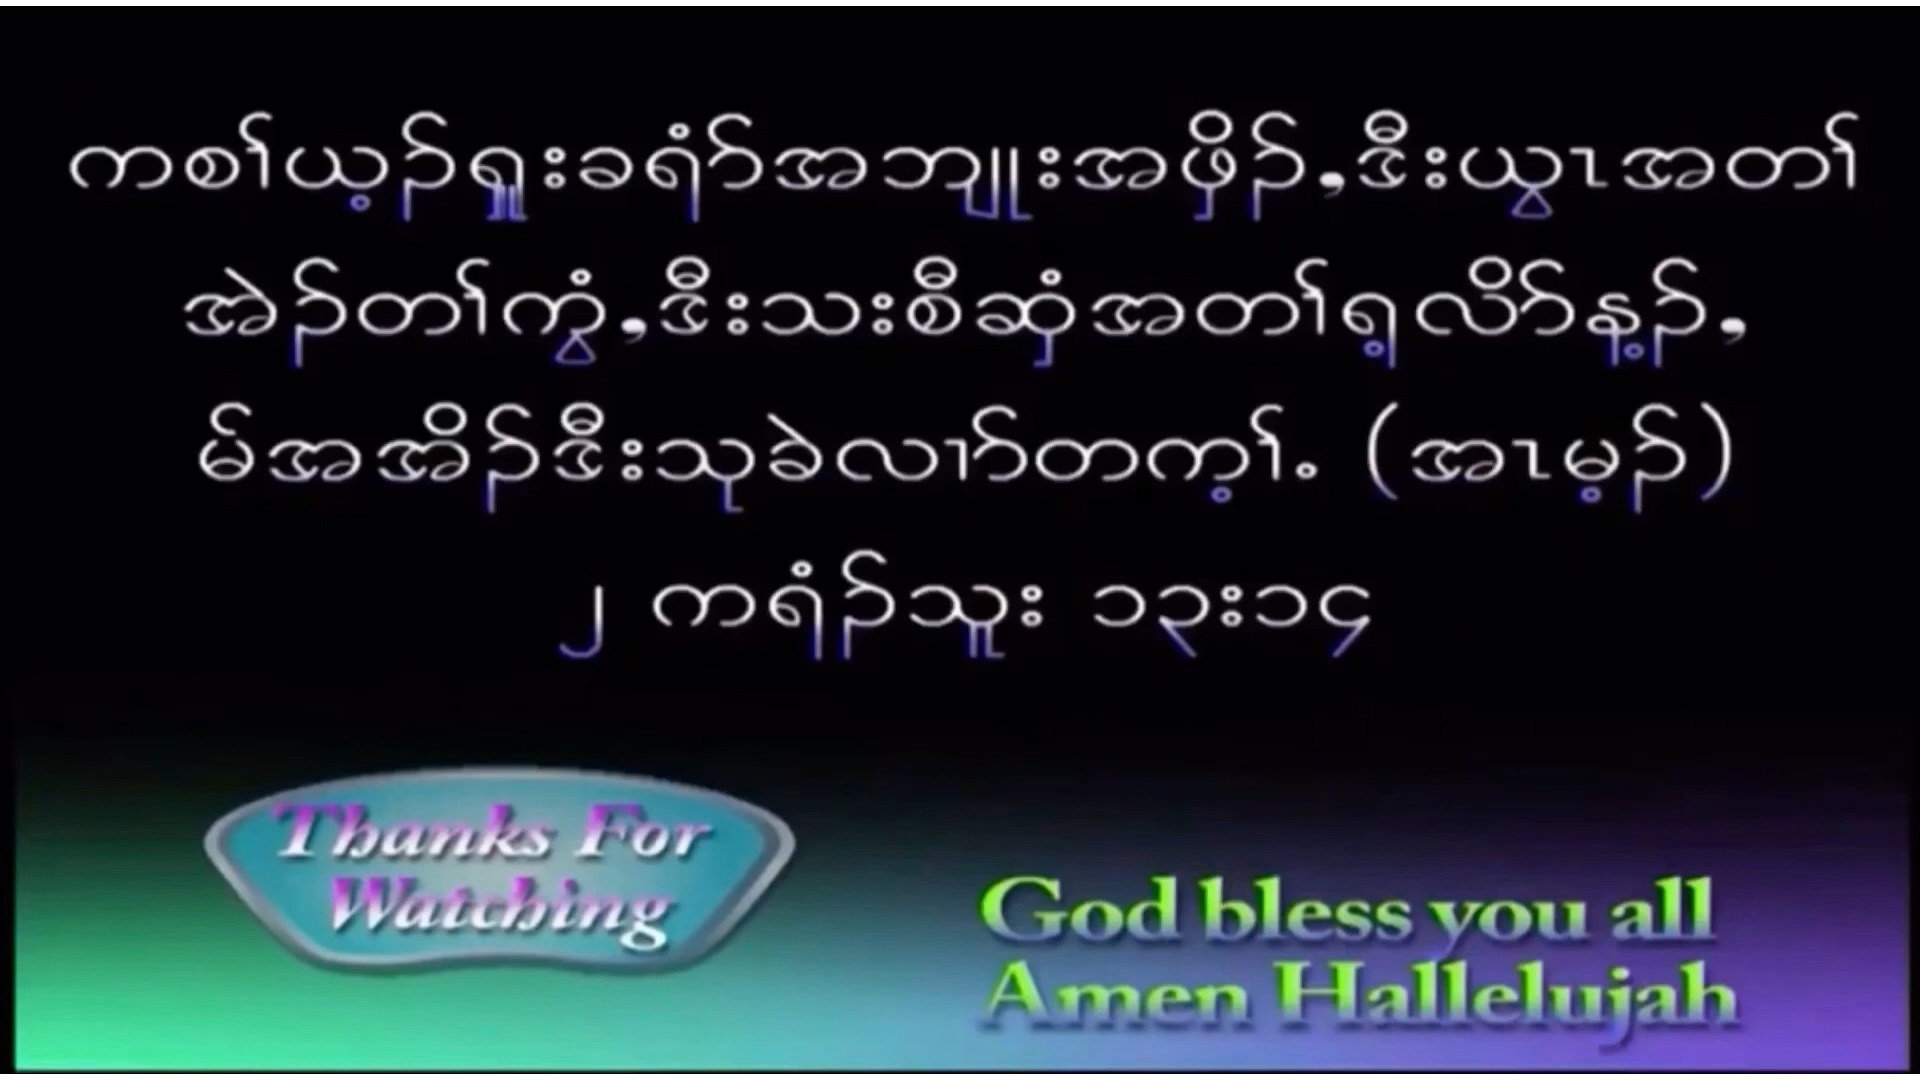 ကစၢ်ယ့ၣ်ရှူးခရံာ်အဘျုးအဖှိၣ်,ဒီးယွၤအတၢ်
အဲၣ်တၢ်ကွံ,ဒီးသးစီဆှံအတၢ်ရ့လိာ်န့ၣ်,
မ်အအိၣ်ဒီးသုခဲလၢာ်တက့ၢ်. (အၤမ့ၣ်)
၂ ကရံၣ်သူး ၁၃း၁၄
Thanks For
Watching
God bless you all
Amen Hallelujah